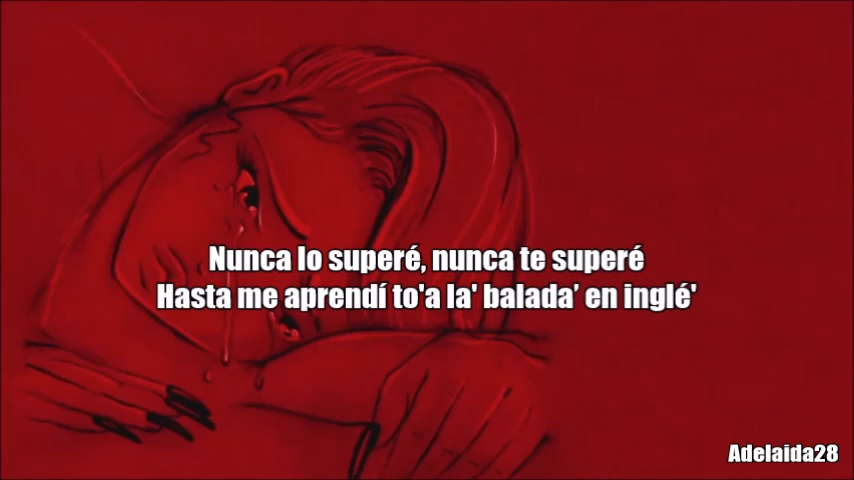 Nunca lo superé, nunca te superé
Hasta me aprendí to'a la' balada’ en inglé'
Adelaida28